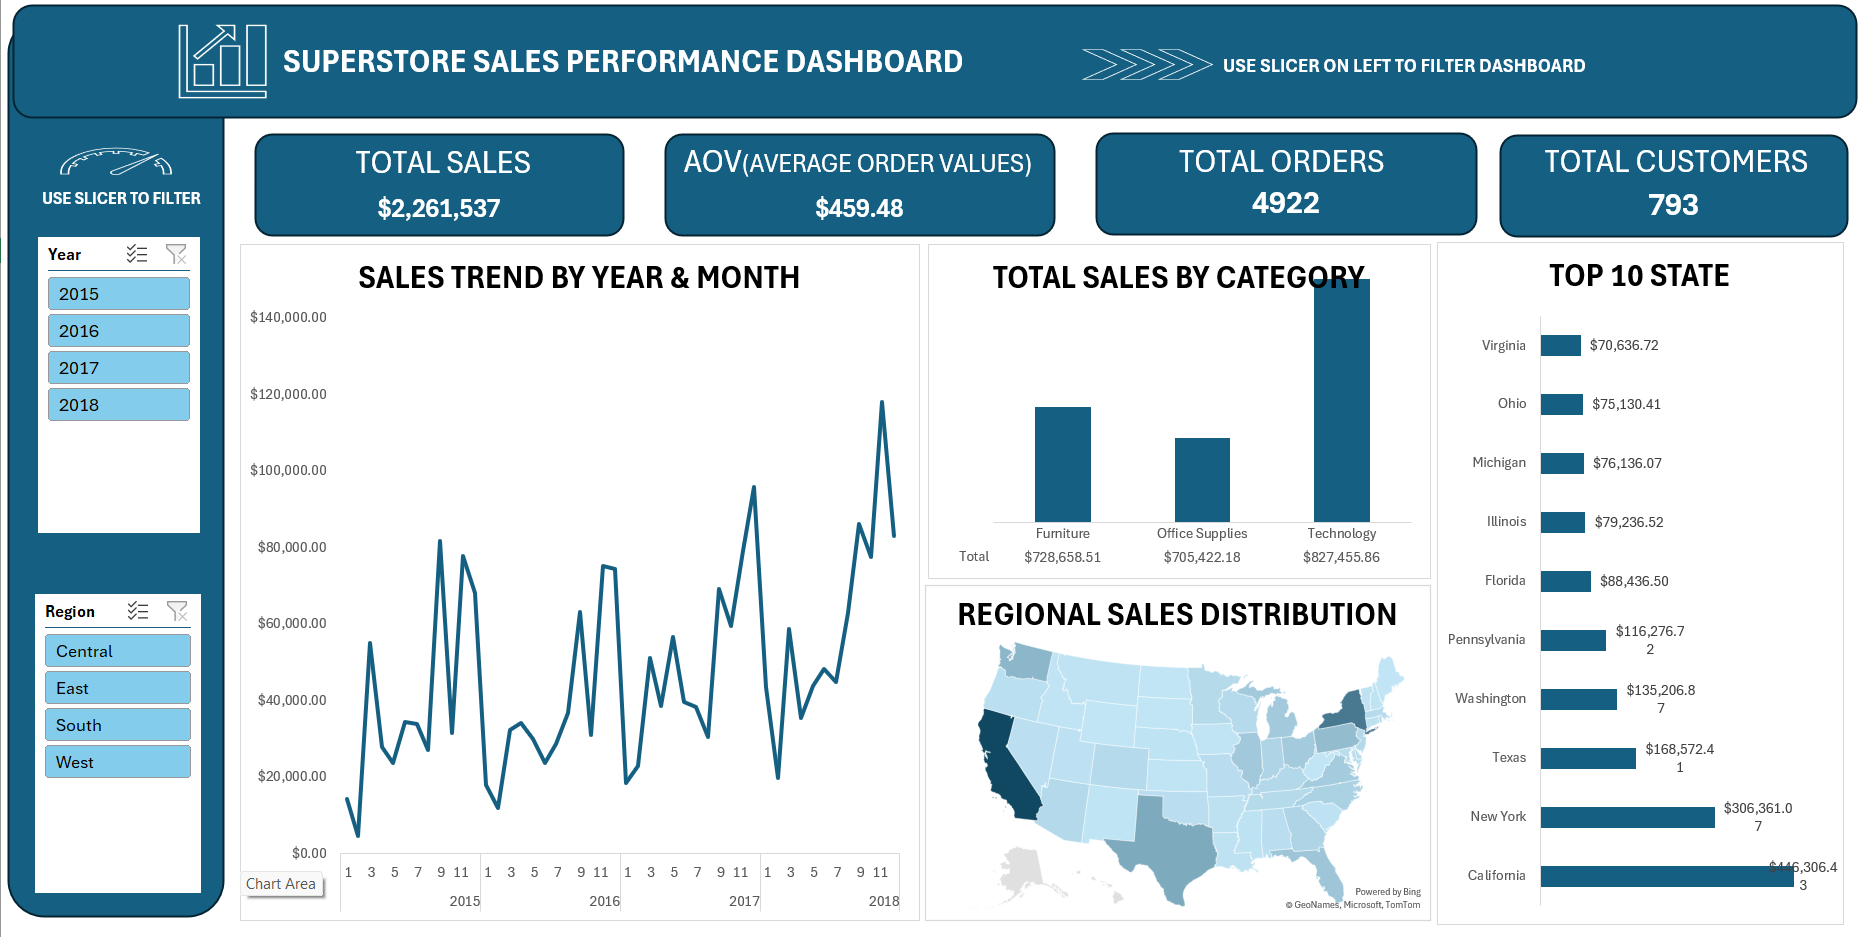 SUPERSTORE SALES PERFORMANCE DASHBOARD
USE SLICER ON LEFT TO FILTER DASHBOARD
USE SLICER TO FILTER
Year
2015
2016
2017
2018
Region
Central
East
South
West
TOTAL SALES
$2,261,537
AOV(AVERAGE ORDER VALUES)
$459.48
TOTAL ORDERS
4922
TOTAL CUSTOMERS
793
SALES TREND BY YEAR & MONTH
$140,000.00
$120,000.00
$100,000.00
$80,000.00
$60,000.00
$40,000.00
$20,000.00
$0.00
1 3 5 7 9 11 1 3 5 7 9 11 1 3 5 7 9 11 1 3 5 7 9 11
2015 2016 2017 2018
Chart Area
TOTAL SALES BY CATEGORY
Furniture Office Supplies Technology
Total $728,658.51 $705,422.18 $827,455.86
REGIONAL SALES DISTRIBUTION
Powered by Bing
© GeoNames, Microsoft, TomTom
TOP 10 STATE
Virginia $70,636.72
Ohio $75,130.41
Michigan $76,136.07
Illinois $79,236.52
Florida $88,436.50
Pennsylvania $116,276.7
2
Washington $135,206.8
7
Texas $168,572.4
1
New York $306,361.0
7
California $446,306.4
3